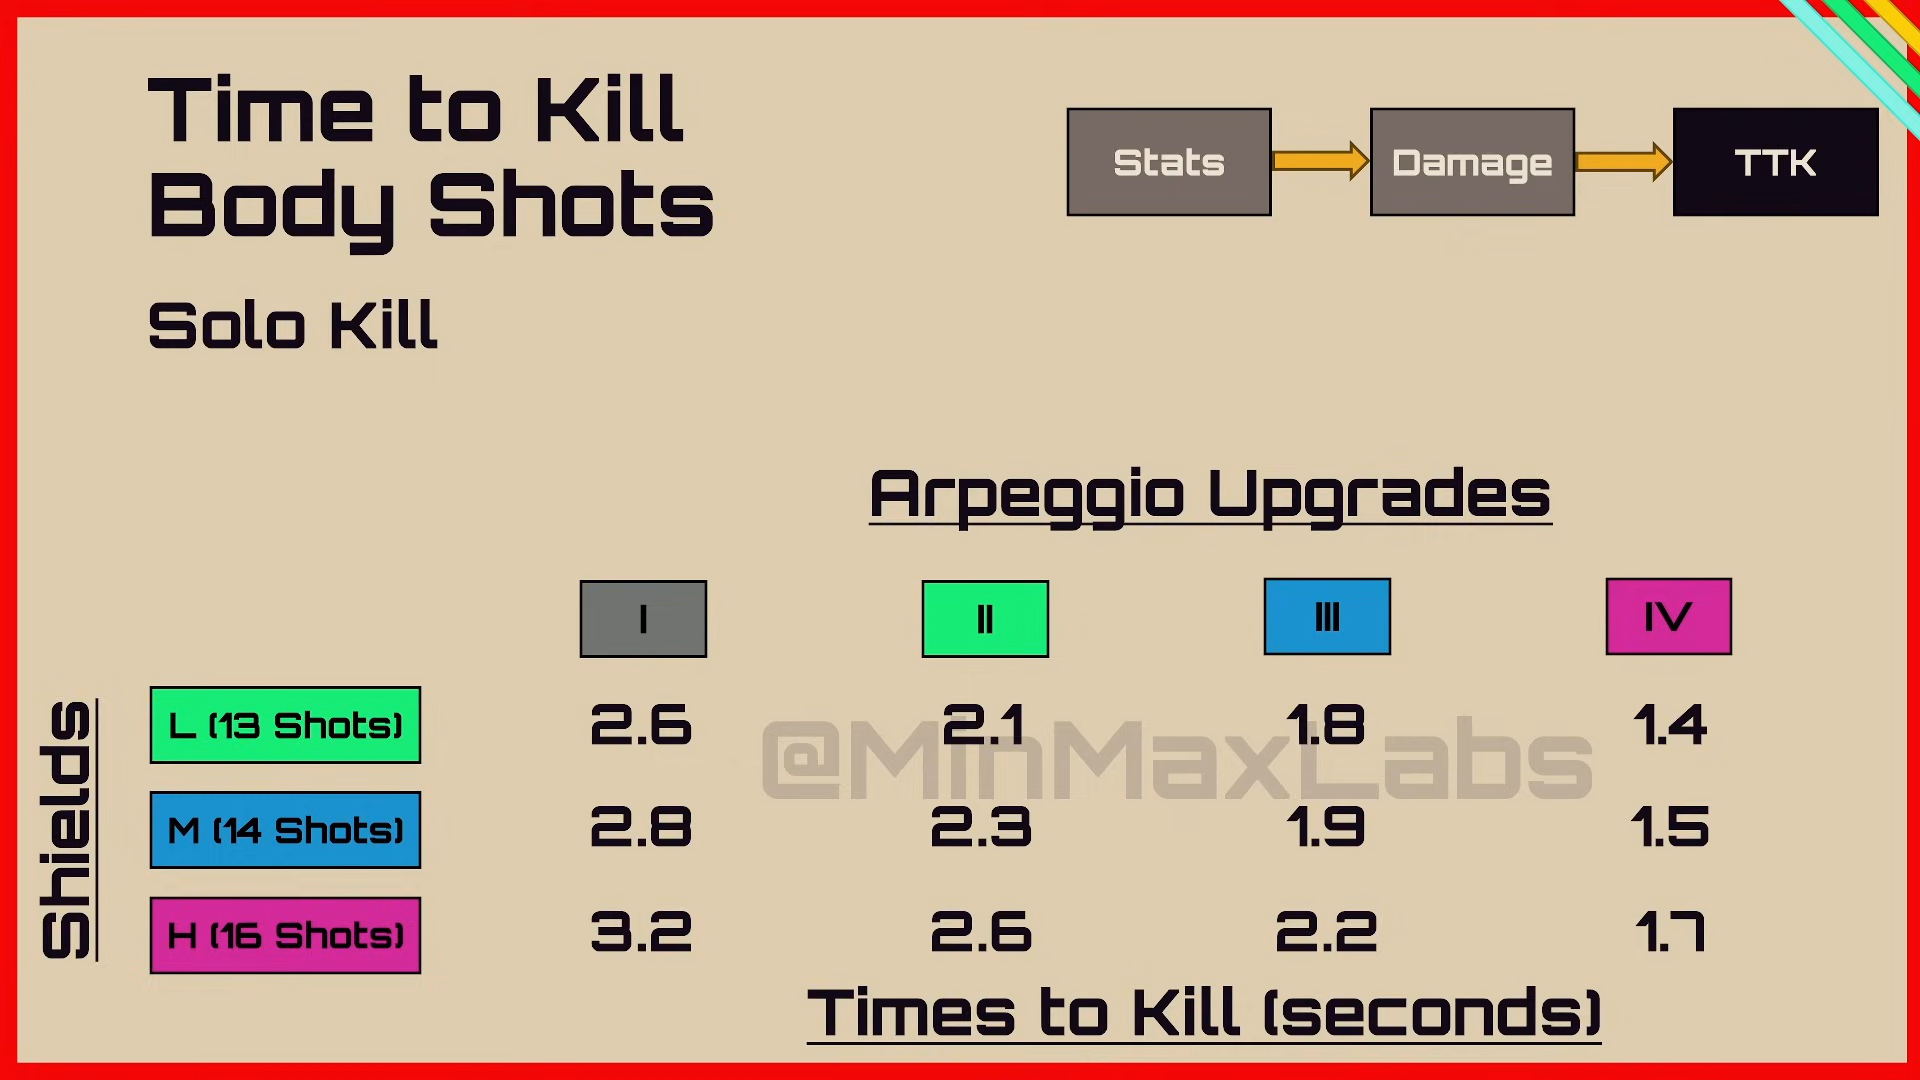 Time to Kill
Body Shots
Solo Kill
Stats
Damage
TTK
Arpeggio Upgrades
I
II
III
IV
Shields
L (13 Shots)
2.6
2.1
1.8
1.4
@MinMaxLabs
M (14 Shots)
2.8
2.3
1.9
1.5
H (16 Shots)
3.2
2.6
2.2
1.7
Times to Kill (seconds)